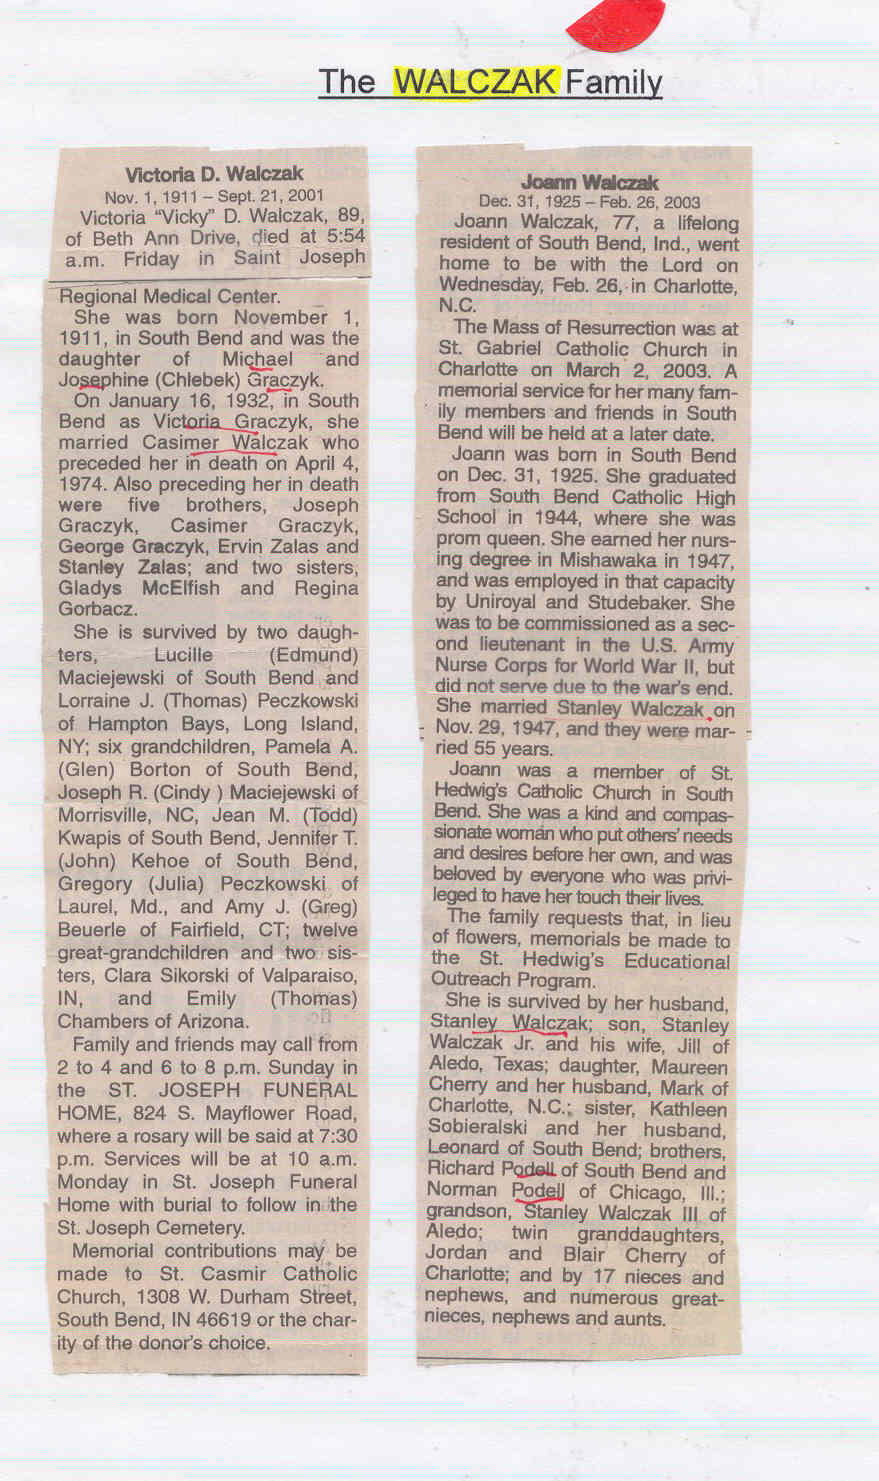 The WALCZAK Family
Victoria D. Walczak
Nov. 1, 1911 – Sept. 21, 2001
Victoria “Vicky” D. Walczak, 89,
of Beth Ann Drive, died at 5:54
a.m. Friday in Saint Joseph
Regional Medical Center.
She was born November 1,
1911, in South Bend and was the
daughter of Michael and
Josephine (Chlebek) Graczyk.
On January 16, 1932, in South
Bend as Victoria Graczyk, she
married Casimer Walczak who
preceded her in death on April 4,
1974. Also preceding her in death
were five brothers, Joseph
Graczyk, Casimer Graczyk,
George Graczyk, Ervin Zalas and
Stanley Zalas; and two sisters,
Gladys McElfish and Regina
Gorbacz.
She is survived by two daugh-
ters, Lucille (Edmund)
Maciejewski of South Bend and
Lorraine J. (Thomas) Peczkowski
of Hampton Bays, Long Island,
NY; six grandchildren, Pamela A.
(Glen) Borton of South Bend,
Joseph R. (Cindy ) Maciejewski of
Morrisville, NC, Jean M. (Todd)
Kwapis of South Bend, Jennifer T.
(John) Kehoe of South Bend,
Gregory (Julia) Peczkowski of
Laurel, Md., and Amy J. (Greg)
Beuerle of Fairfield, CT; twelve
great-grandchildren and two sis-
ters, Clara Sikorski of Valparaiso,
IN, and Emily (Thomas)
Chambers of Arizona.
Family and friends may call from
2 to 4 and 6 to 8 p.m. Sunday in
the ST. JOSEPH FUNERAL
HOME, 824 S. Mayflower Road,
where a rosary will be said at 7:30
p.m. Services will be at 10 a.m.
Monday in St. Joseph Funeral
Home with burial to follow in the
St. Joseph Cemetery.
Memorial contributions may be
made to St. Casmir Catholic
Church, 1308 W. Durham Street,
South Bend, IN 46619 or the char-
ity of the donor’s choice.
Joann Walczak
Dec. 31, 1925 – Feb. 26, 2003
Joann Walczak, 77, a lifelong
resident of South Bend, Ind., went
home to be with the Lord on
Wednesday, Feb. 26, in Charlotte,
N.C.
The Mass of Resurrection was at
St. Gabriel Catholic Church in
Charlotte on March 2, 2003. A
memorial service for her many fam-
ily members and friends in South
Bend will be held at a later date.
Joann was born in South Bend
on Dec. 31, 1925. She graduated
from South Bend Catholic High
School in 1944, where she was
prom queen. She earned her nurs-
ing degree in Mishawaka in 1947,
and was employed in that capacity
by Uniroyal and Studebaker. She
was to be commissioned as a sec-
ond lieutenant in the U.S. Army
Nurse Corps for World War II, but
did not serve due to the war’s end.
She married Stanley Walczak on
Nov. 29, 1947, and they were mar-
ried 55 years.
Joann was a member of St.
Hedwig’s Catholic Church in South
Bend. She was a kind and compas-
sionate woman who put others’ needs
and desires before her own, and was
beloved by everyone who was privi-
leged to have her touch their lives.
The family requests that, in lieu
of flowers, memorials be made to
the St. Hedwig’s Educational
Outreach Program.
She is survived by her husband,
Stanley Walczak; son, Stanley
Walczak Jr. and his wife, Jill of
Aledo, Texas; daughter, Maureen
Cherry and her husband, Mark of
Charlotte, N.C.; sister, Kathleen
Sobieralski and her husband,
Leonard of South Bend; brothers,
Richard Podell of South Bend and
Norman Podell of Chicago, Ill.;
grandson, Stanley Walczak III of
Aledo; twin granddaughters,
Jordan and Blair Cherry of
Charlotte; and by 17 nieces and
nephews, and numerous great-
nieces, nephews and aunts.